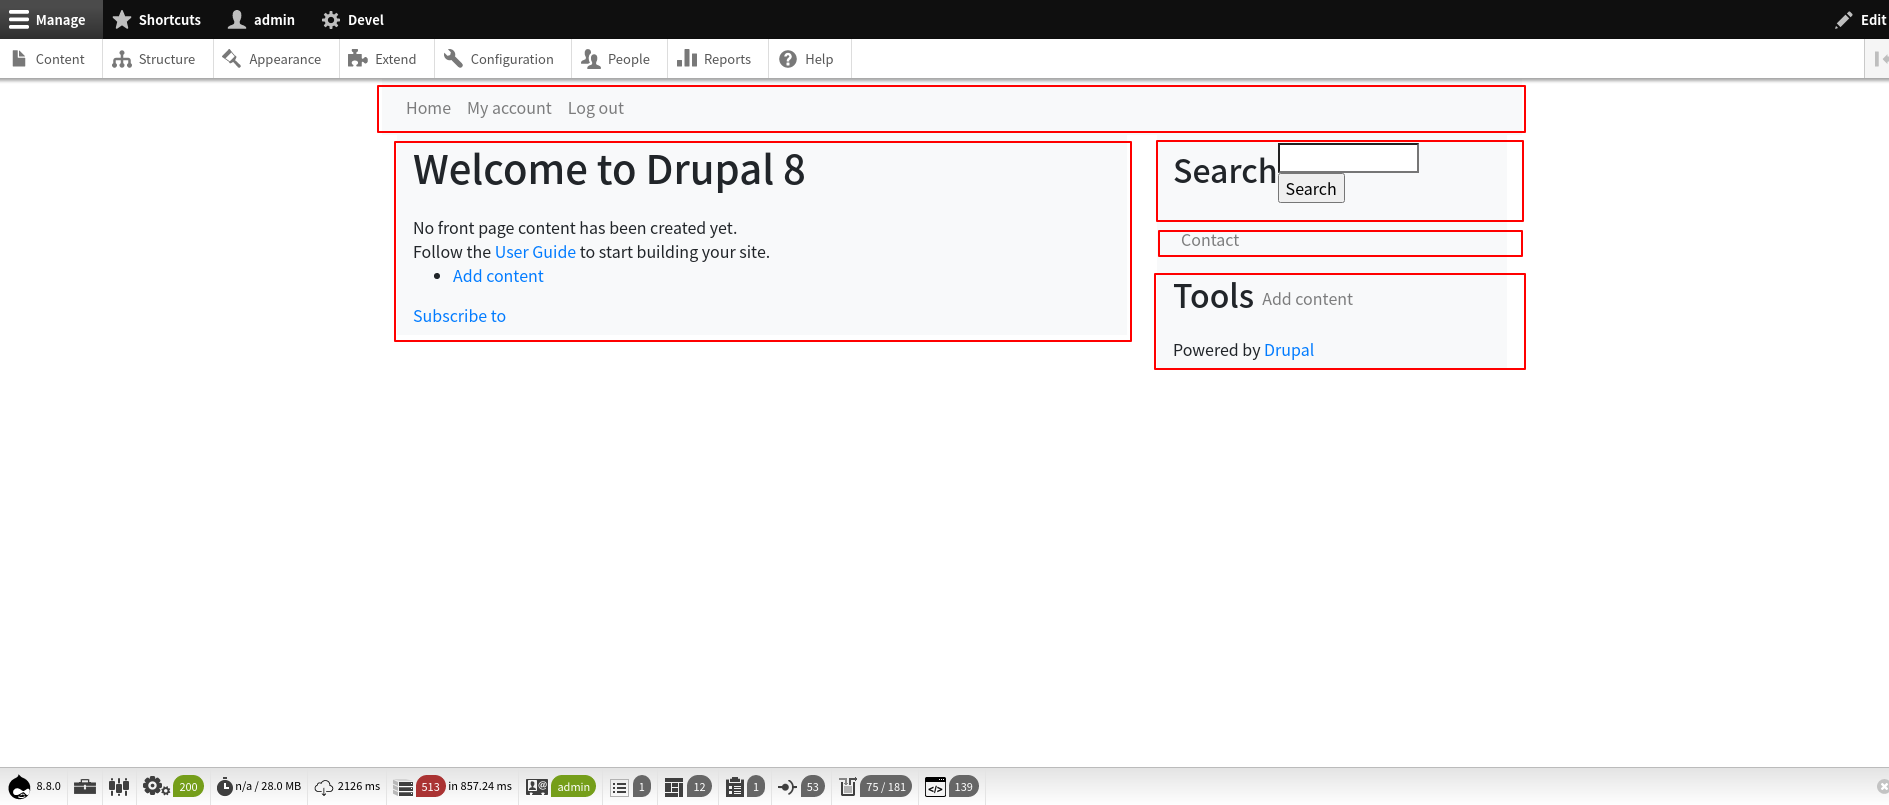 Manage Shortcuts admin Devel Edit
Content Structure Appearance Extend Configuration People Reports Help
Home My account Log out
Welcome to Drupal 8
No front page content has been created yet.
Follow the User Guide to start building your site.
Add content
Subscribe to
Search
Search
Contact
Tools Add content
Powered by Drupal
8.8.0 200 n/a / 28.0 MB 2126 ms 513 in 857.24 ms admin 1 12 1 53 75 / 181 139